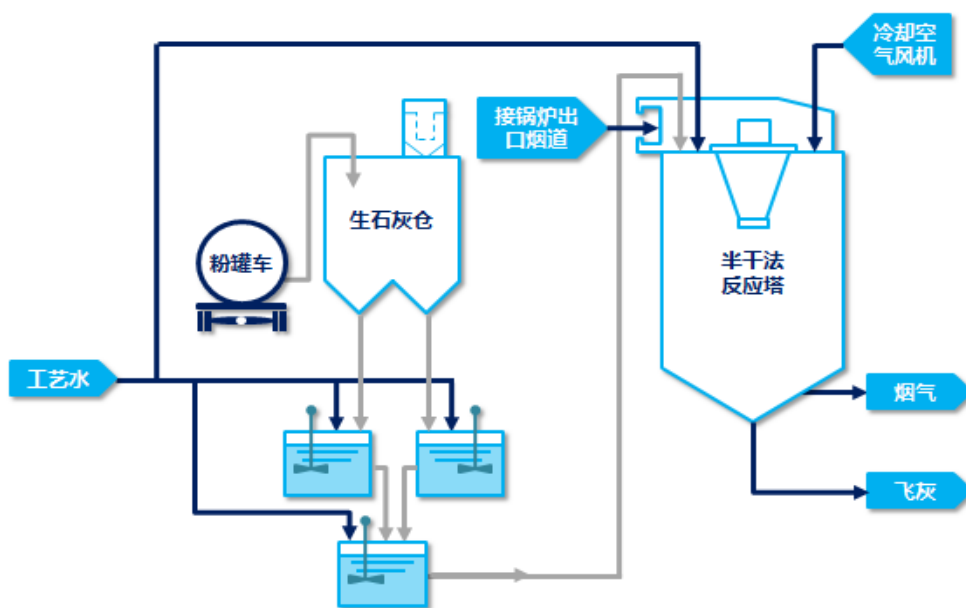 冷却空
气风机
接锅炉出
口烟道
生石灰仓
粉罐车
半干法
反应塔
工艺水
烟气
飞灰